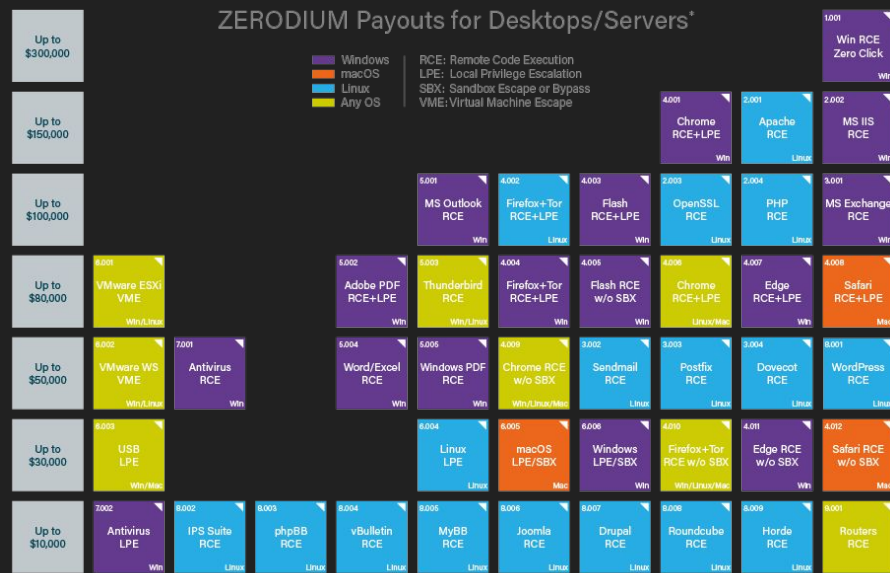 ZERODIUM Payouts for Desktops/Servers*
Windows
macOS
Linux
Any OS
RCE: Remote Code Execution
LPE: Local Privilege Escalation
SBX: Sandbox Escape or Bypass
VME: Virtual Machine Escape
Up to
$300,000
1.001
Win RCE
Zero Click
Win
Up to
$150,000
4.001
Chrome
RCE+LPE
Win
2.001
Apache
RCE
Linux
2.002
MS IIS
RCE
Win
Up to
$100,000
5.001
MS Outlook
RCE
Win
4.002
Firefox+Tor
RCE+LPE
Linux
4.003
Flash
RCE+LPE
Win
2.003
OpenSSL
RCE
Linux
2.004
PHP
RCE
Linux
3.001
MS Exchange
RCE
Win
Up to
$80,000
6.001
VMware ESXi
VME
Win/Linux
5.002
Adobe PDF
RCE+LPE
Win
5.003
Thunderbird
RCE
Win/Linux
4.004
Firefox+Tor
RCE+LPE
Win
4.005
Flash RCE
w/o SBX
Win
4.006
Chrome
RCE+LPE
Linux/Mac
4.007
Edge
RCE+LPE
Win
4.008
Safari
RCE+LPE
Mac
Up to
$50,000
6.002
VMware WS
VME
Win/Linux
7.001
Antivirus
RCE
Win
5.004
Word/Excel
RCE
Win
5.005
Windows PDF
RCE
Win
4.009
Chrome RCE
w/o SBX
Win/Linux/Mac
3.002
Sendmail
RCE
Linux
3.003
Postfix
RCE
Linux
3.004
Dovecot
RCE
Linux
8.001
WordPress
RCE
Linux
Up to
$30,000
6.003
USB
LPE
Win/Mac
6.004
Linux
LPE
Linux
6.005
macOS
LPE/SBX
Mac
6.006
Windows
LPE/SBX
Win
4.010
Firefox+Tor
RCE w/o SBX
Win/Linux/Mac
4.011
Edge RCE
w/o SBX
Win
4.012
Safari RCE
w/o SBX
Mac
Up to
$10,000
7.002
Antivirus
LPE
Win
8.002
IPS Suite
RCE
Linux
8.003
phpBB
RCE
Linux
8.004
vBulletin
RCE
Linux
8.005
MyBB
RCE
Linux
8.006
Joomla
RCE
Linux
8.007
Drupal
RCE
Linux
8.008
Roundcube
RCE
Linux
8.009
Horde
RCE
Linux
9.001
Routers
RCE